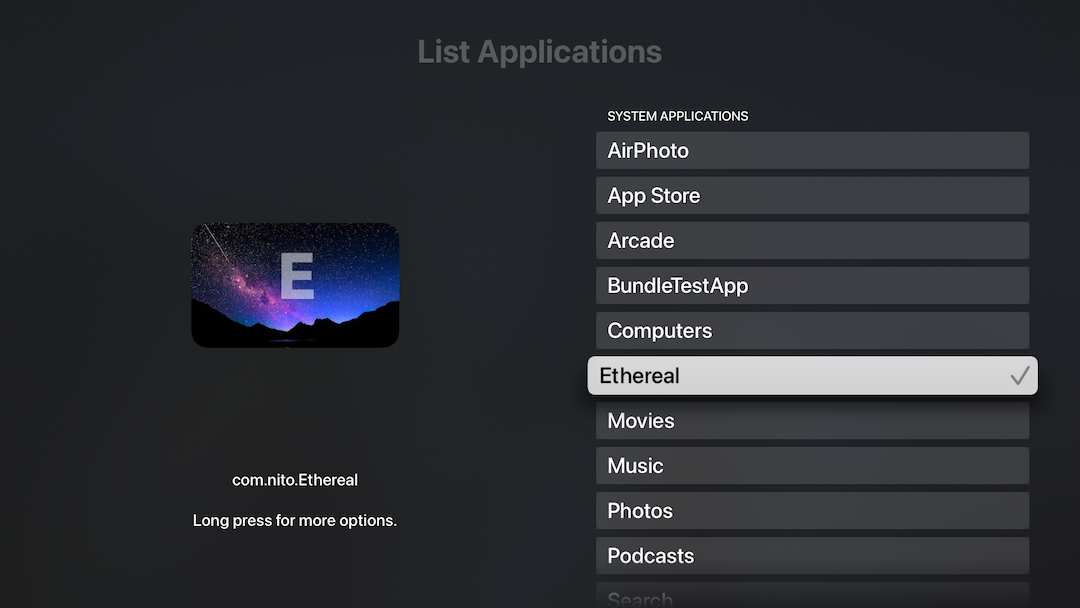 List Applications
SYSTEM APPLICATIONS
AirPhoto
App Store
Arcade
BundleTestApp
Computers
Ethereal
Movies
Music
Photos
Podcasts
Search
E
com.nito.Ethereal
Long press for more options.